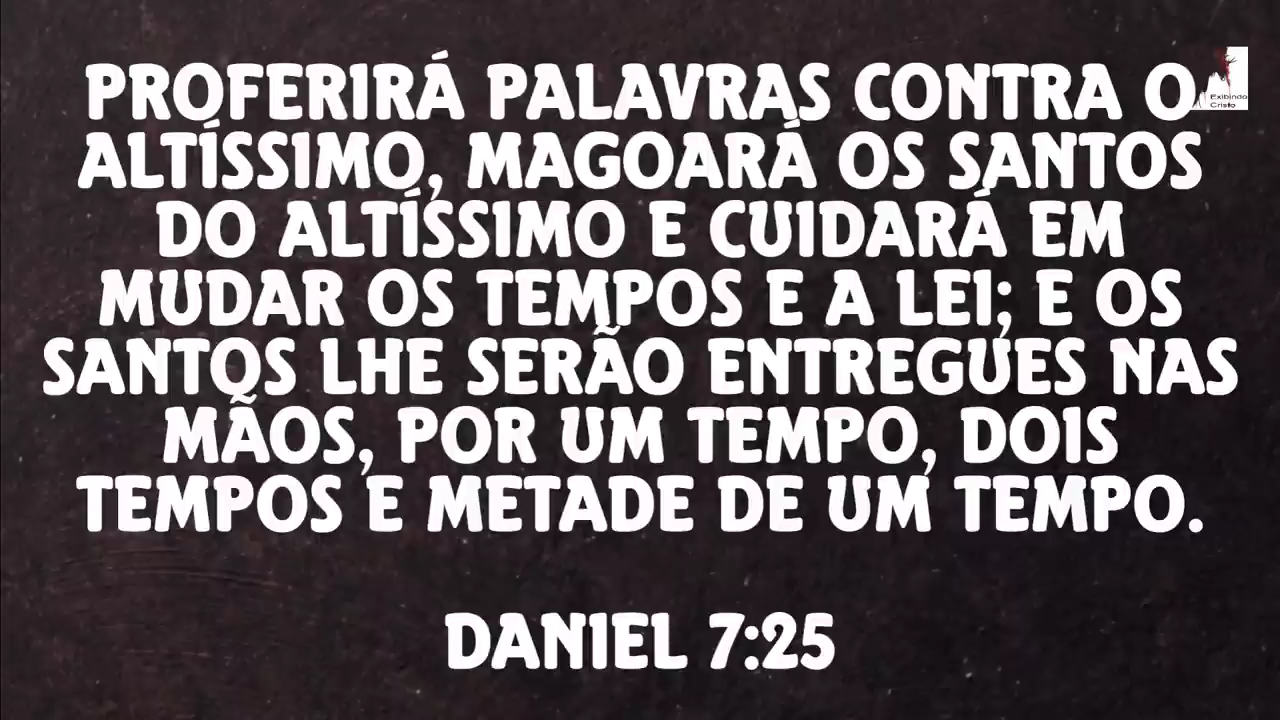 PROFERIRÁ PALAVRAS CONTRA O
ALTÍSSIMO, MAGOARÁ OS SANTOS
DO ALTÍSSIMO E CUIDARÁ EM
MUDAR OS TEMPOS E A LEI; E OS
SANTOS LHE SERÃO ENTREGUES NAS
MÃOS, POR UM TEMPO, DOIS
TEMPOS E METADE DE UM TEMPO.
DANIEL 7:25
Exibindo
Cristo